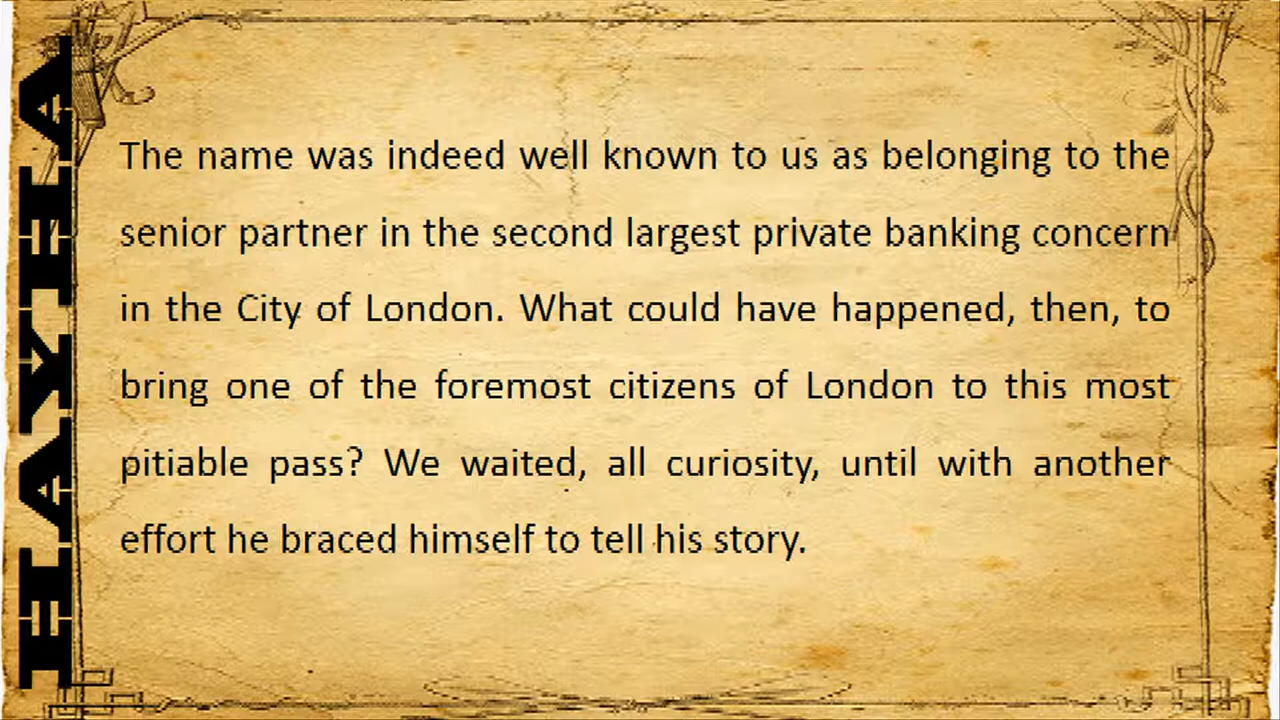 The name was indeed well known to us as belonging to the
senior partner in the second largest private banking concern
in the City of London. What could have happened, then, to
bring one of the foremost citizens of London to this most
pitiable pass? We waited, all curiosity, until with another
effort he braced himself to tell his story.
HAYHA